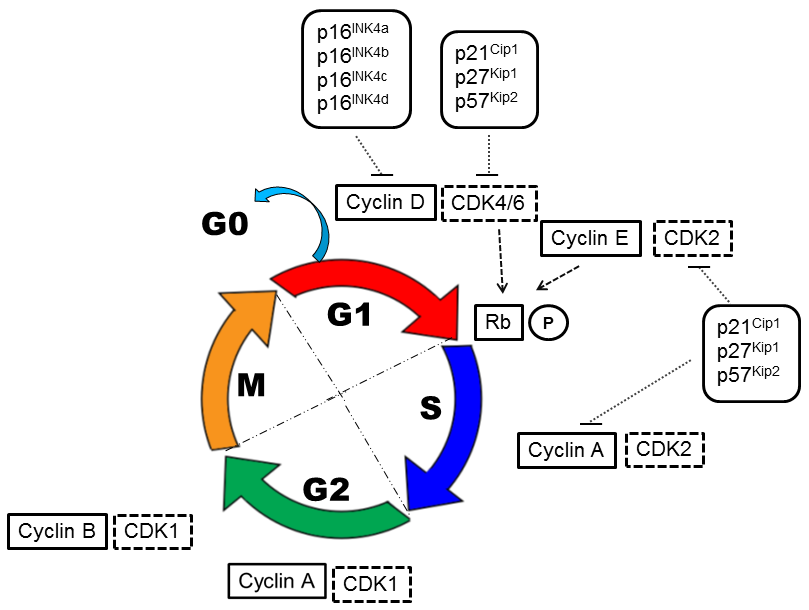 p16INK4a
p16INK4b
p16INK4c
p16INK4d
p21Cip1
p27Kip1
p57Kip2
Cyclin D
CDK4/6
G0
Cyclin E
CDK2
G1
Rb
P
p21Cip1
p27Kip1
p57Kip2
M
S
Cyclin A
CDK2
G2
Cyclin B
CDK1
Cyclin A
CDK1